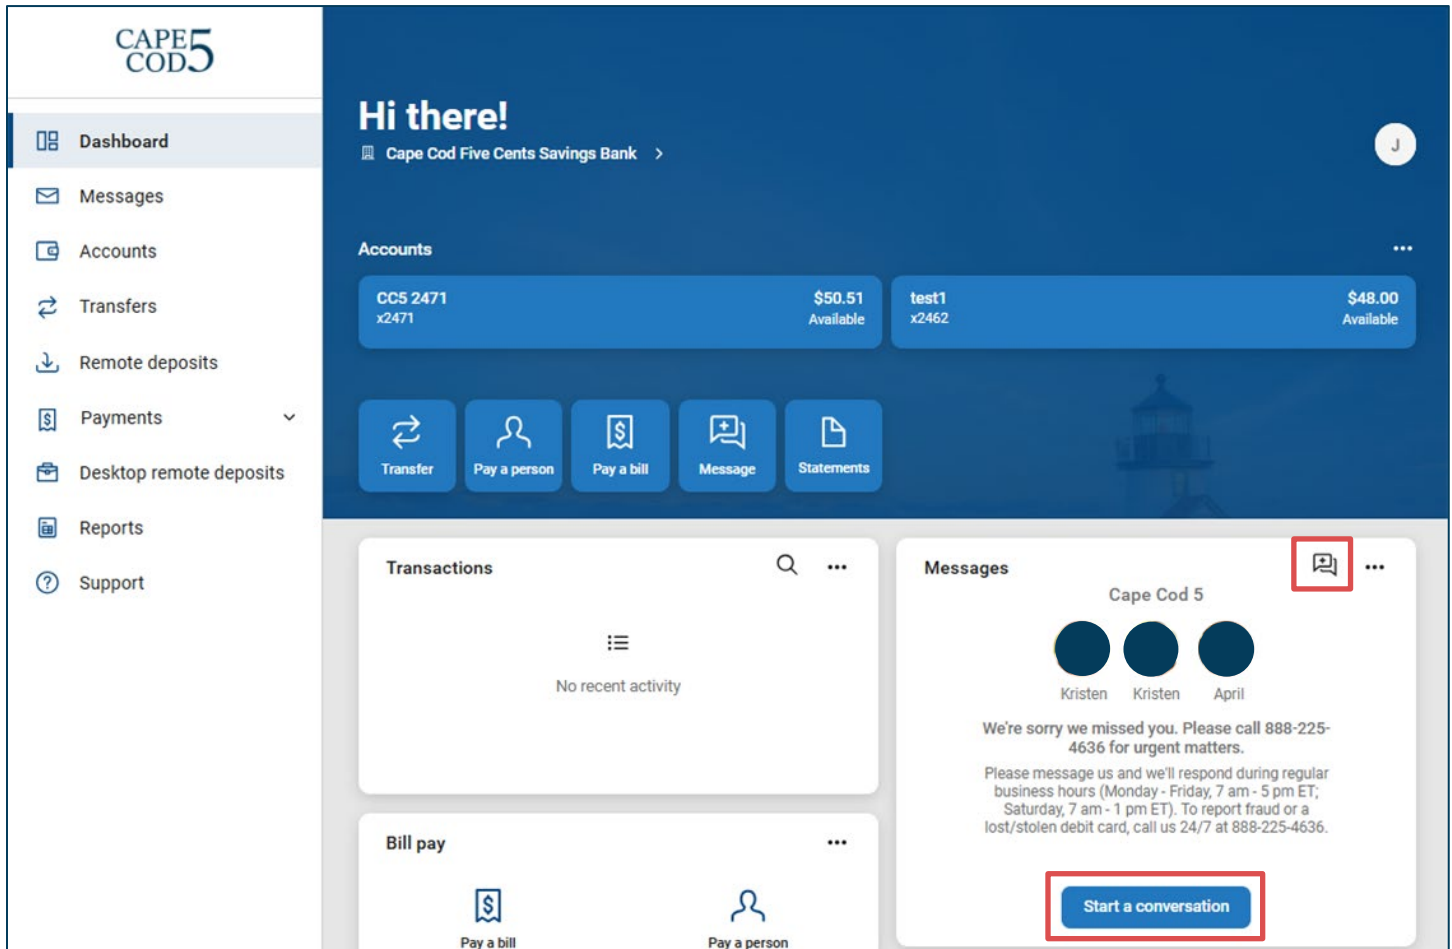 CAPE
COD5
Dashboard
Messages
Accounts
Transfers
Remote deposits
Payments
Desktop remote deposits
Reports
Support
Hi there!
Cape Cod Five Cents Savings Bank >
J
Accounts
CC5 2471
x2471
$50.51
Available
test1
x2462
$48.00
Available
Transfer
Pay a person
Pay a bill
Message
Statements
Transactions
No recent activity
Bill pay
Pay a bill
Pay a person
Messages
Cape Cod 5
Kristen Kristen April
We're sorry we missed you. Please call 888-225-
4636 for urgent matters.
Please message us and we'll respond during regular
business hours (Monday - Friday, 7 am - 5 pm ET;
Saturday, 7 am - 1 pm ET). To report fraud or a
lost/stolen debit card, call us 24/7 at 888-225-4636.
Start a conversation